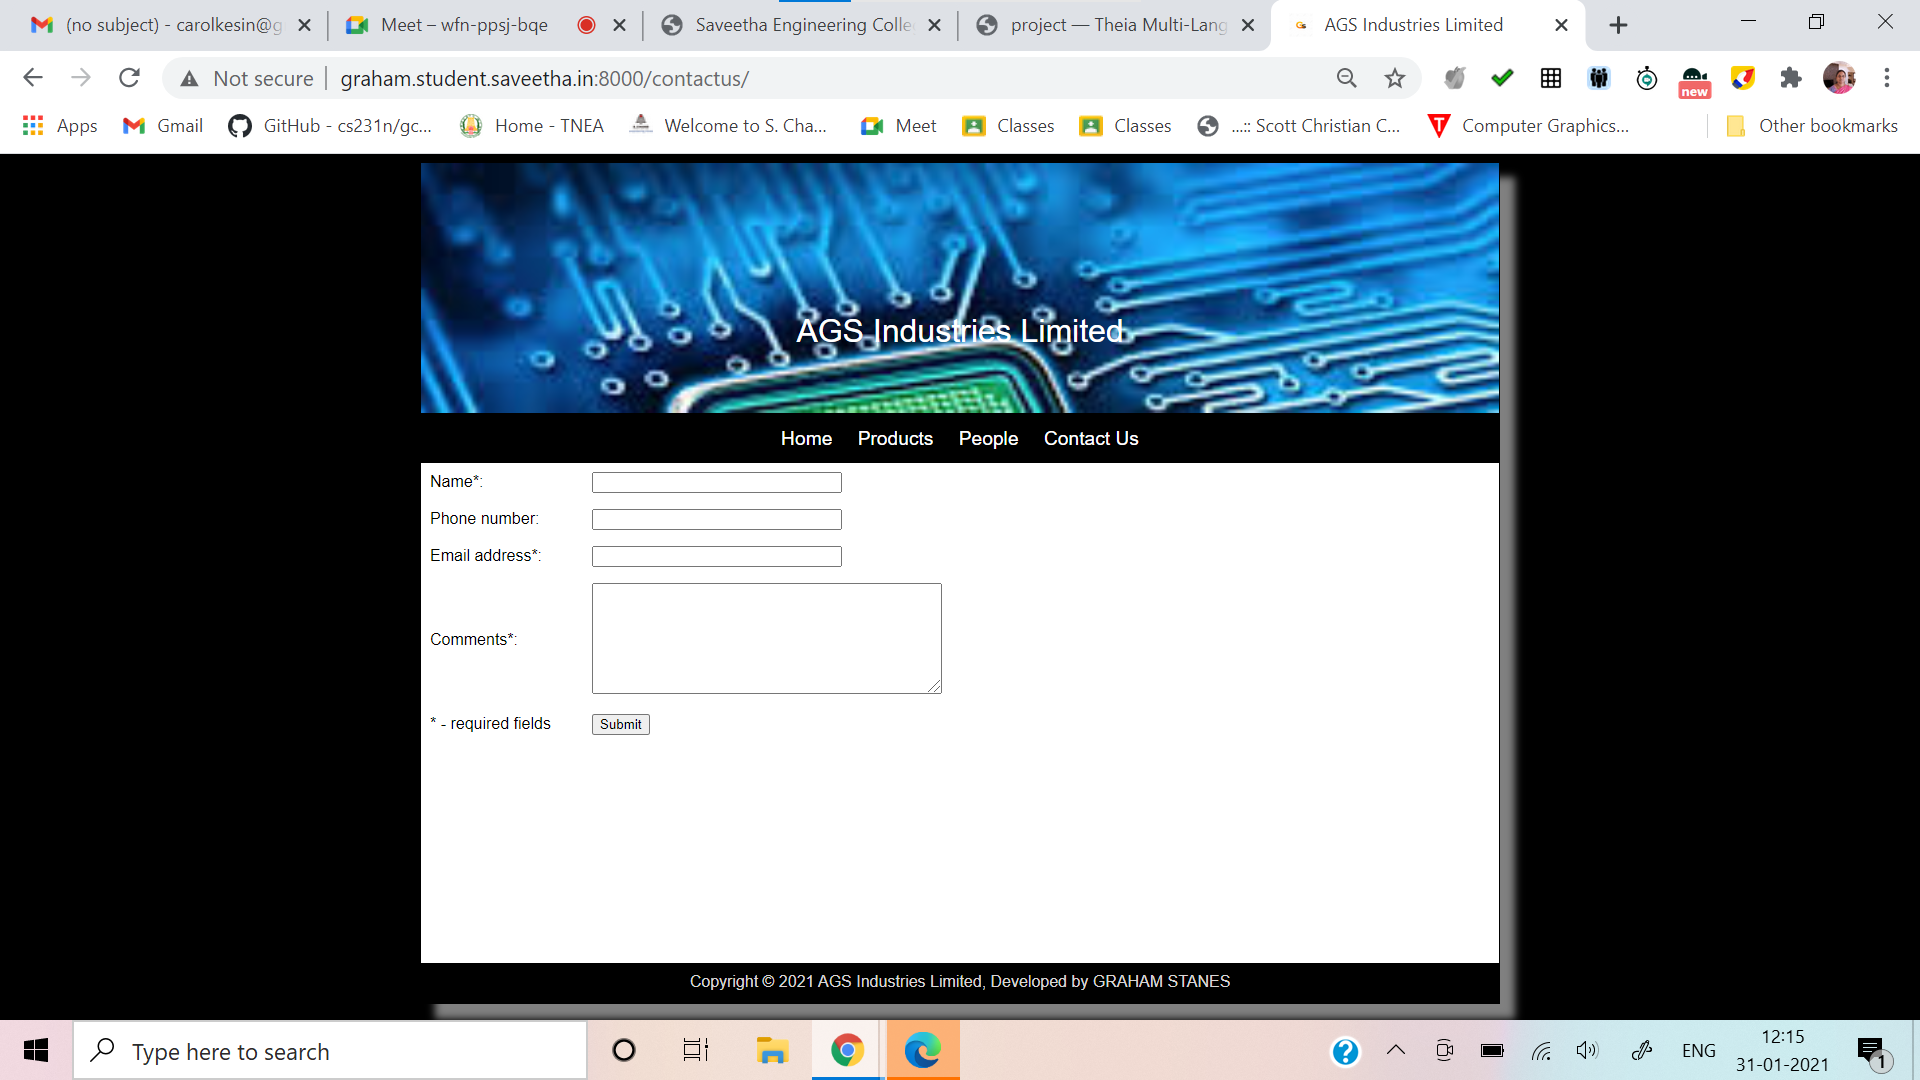 (no subject) - carolkesin@g
Meet – wfn-ppsj-bqe
Saveetha Engineering Colle
project — Theia Multi-Lang
AGS Industries Limited
Not secure
graham.student.saveetha.in:8000/contactus/
new
Apps
Gmail
GitHub - cs231n/gc...
Home - TNEA
Welcome to S. Cha...
Meet
Classes
Classes
...:: Scott Christian C...
T
Computer Graphics...
Other bookmarks
AGS Industries Limited
Home Products People Contact Us
Name*:
Phone number:
Email address*:
Comments*:
* - required fields
Submit
Copyright © 2021 AGS Industries Limited, Developed by GRAHAM STANES
Type here to search
?
ENG
12:15
31-01-2021
1